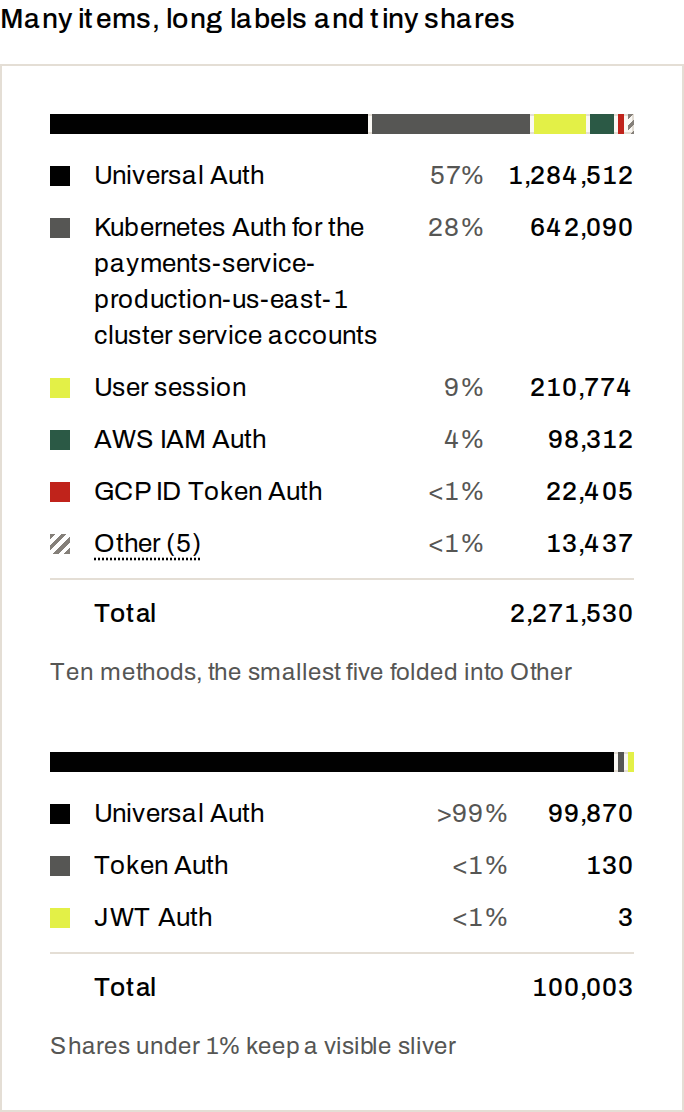 Many items, long labels and tiny shares
Universal Auth 57% 1,284,512
Kubernetes Auth for the 28% 642,090
payments-service-
production-us-east-1
cluster service accounts
User session 9% 210,774
AWS IAM Auth 4% 98,312
GCP ID Token Auth <1% 22,405
Other (5) <1% 13,437
Total 2,271,530
Ten methods, the smallest five folded into Other
Universal Auth >99% 99,870
Token Auth <1% 130
JWT Auth <1% 3
Total 100,003
Shares under 1% keep a visible sliver